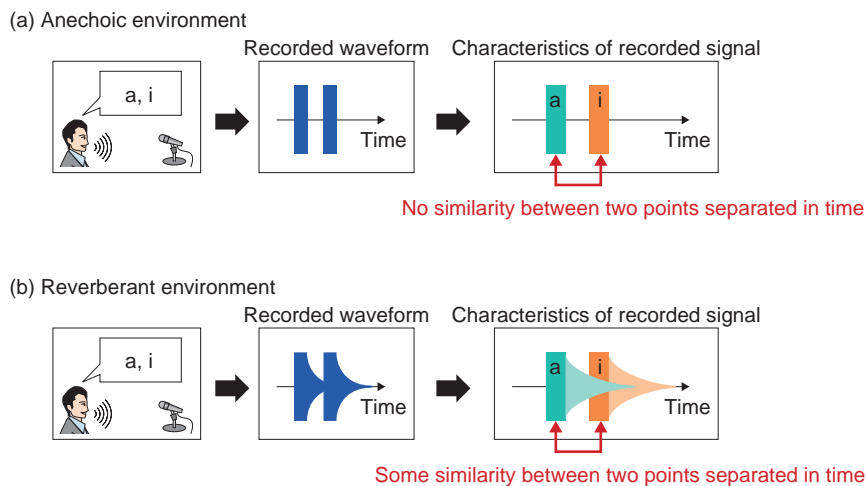 (a) Anechoic environment
Recorded waveform
Characteristics of recorded signal
a, i
Time
a
i
Time
No similarity between two points separated in time
(b) Reverberant environment
Recorded waveform
Characteristics of recorded signal
a, i
Time
a
i
Time
Some similarity between two points separated in time